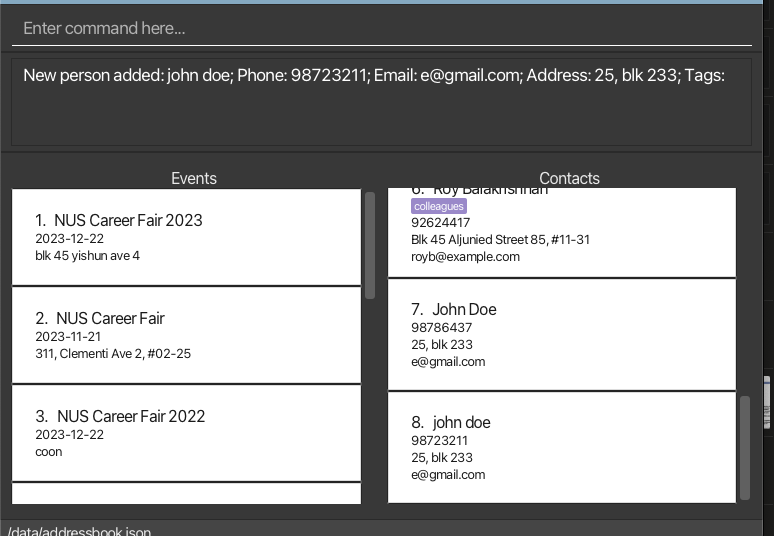 Enter command here...
New person added: john doe; Phone: 98723211; Email: e@gmail.com; Address: 25, blk 233; Tags:
Events
1. NUS Career Fair 2023
2023-12-22
blk 45 yishun ave 4
2. NUS Career Fair
2023-11-21
311, Clementi Ave 2, #02-25
3. NUS Career Fair 2022
2023-12-22
coon
Contacts
6. Roy Balakrishnan
colleagues
92624417
Blk 45 Aljunied Street 85, #11-31
royb@example.com
7. John Doe
98786437
25, blk 233
e@gmail.com
8. john doe
98723211
25, blk 233
e@gmail.com
/data/addressbook.json